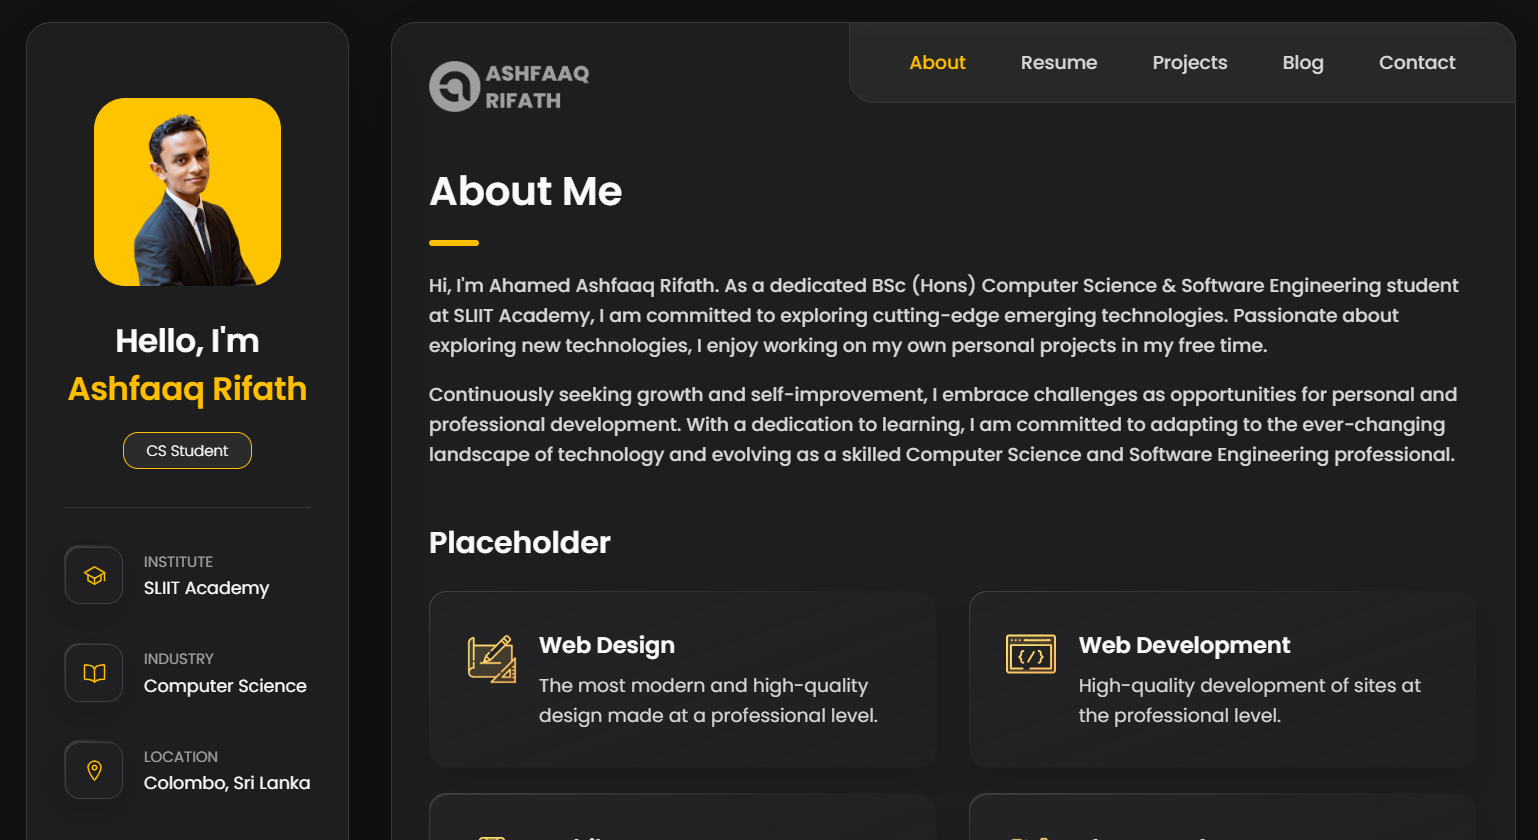 Hello, I'm
Ashfaaq Rifath
CS Student
INSTITUTE
SLIIT Academy
INDUSTRY
Computer Science
LOCATION
Colombo, Sri Lanka
ASHFAAQ
RIFATH
About Resume Projects Blog Contact
About Me
Hi, I'm Ahamed Ashfaaq Rifath. As a dedicated BSc (Hons) Computer Science & Software Engineering student
at SLIIT Academy, I am committed to exploring cutting-edge emerging technologies. Passionate about
exploring new technologies, I enjoy working on my own personal projects in my free time.
Continuously seeking growth and self-improvement, I embrace challenges as opportunities for personal and
professional development. With a dedication to learning, I am committed to adapting to the ever-changing
landscape of technology and evolving as a skilled Computer Science and Software Engineering professional.
Placeholder
Web Design
The most modern and high-quality
design made at a professional level.
Web Development
High-quality development of sites at
the professional level.